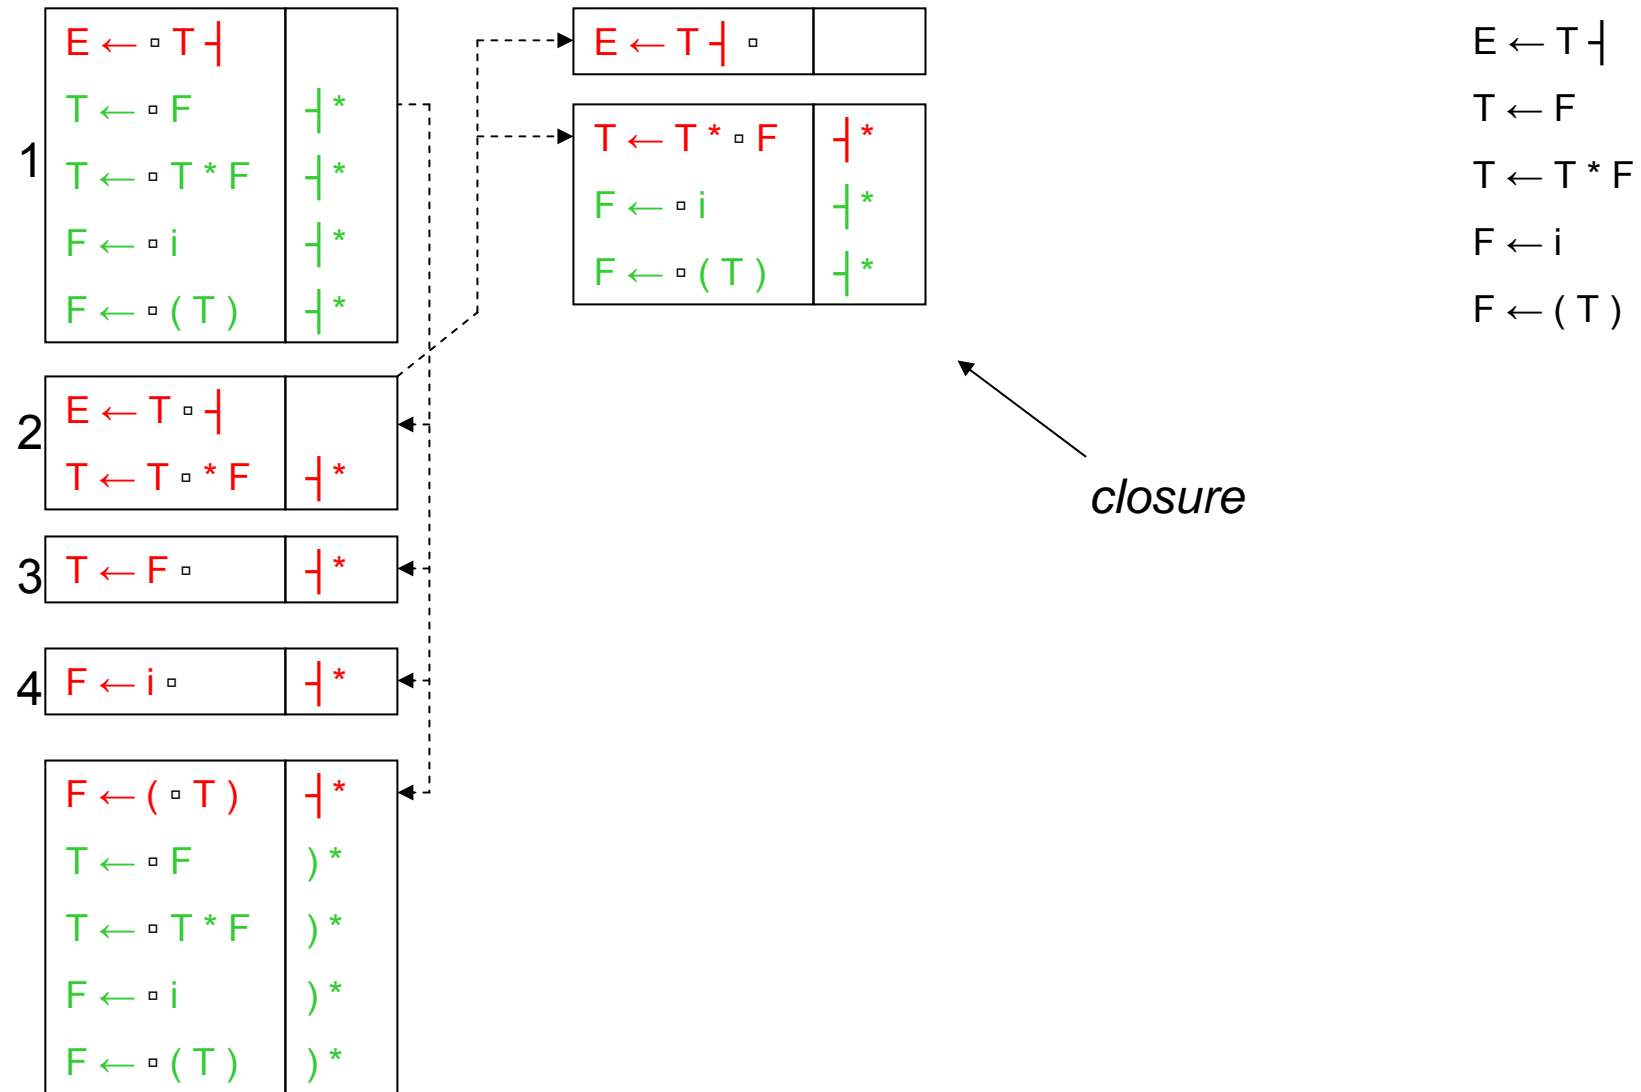 1
E ← ▫ T ┤
T ← ▫ F ┤*
T ← ▫ T * F ┤*
F ← ▫ i ┤*
F ← ▫ ( T ) ┤*
2
E ← T ▫ ┤
T ← T ▫ * F ┤*
3
T ← F ▫ ┤*
4
F ← i ▫ ┤*
F ← ( ▫ T ) ┤*
T ← ▫ F ) *
T ← ▫ T * F ) *
F ← ▫ i ) *
F ← ▫ ( T ) ) *
E ← T ┤ ▫
T ← T * ▫ F ┤*
F ← ▫ i ┤*
F ← ▫ ( T ) ┤*
closure
E ← T ┤
T ← F
T ← T * F
F ← i
F ← ( T )